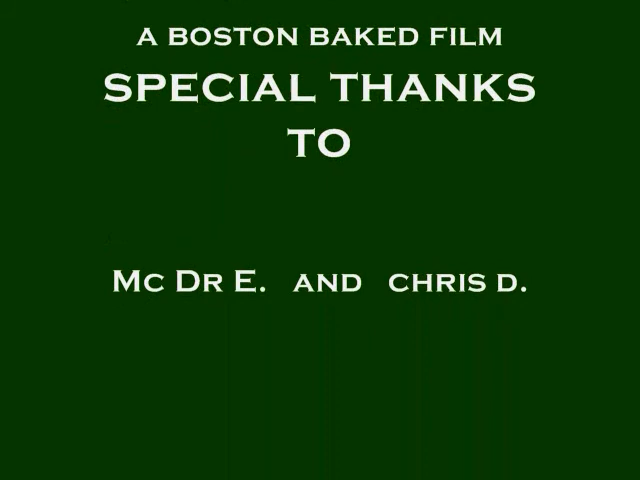 A BOSTON BAKED FILM
SPECIAL THANKS
TO
Mc Dr E. AND CHRIS D.